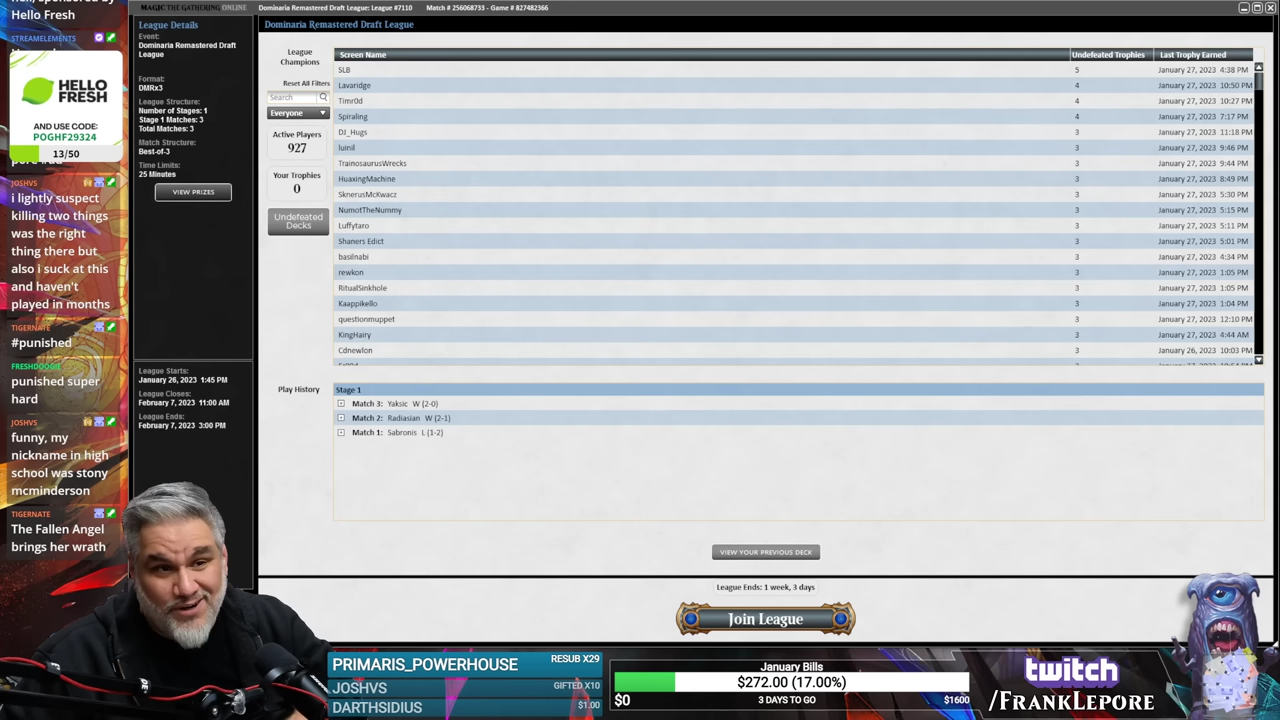 Hello Fresh
STREAMELEMENTS
HELLO
FRESH
AND USE CODE:
POGHF29324
13/50
JOSHVS
i lightly suspect
killing two things
was the right
thing there but
also i suck at this
and haven't
played in months
TIGERNATE
#punished
FRESHDOOGIE
punished super
hard
JOSHVS
funny, my
nickname in high
school was stony
mcminderson
TIGERNATE
The Fallen Angel
brings her wrath
MAGIC THE GATHERING ONLINE
Dominaria Remastered Draft League: League #7110
Match # 256068733 - Game # 827482366
League Details
Event:
Dominaria Remastered Draft
League
Format:
DMRx3
League Structure:
Number of Stages: 1
Stage 1 Matches: 3
Total Matches: 3
Match Structure:
Best-of-3
Time Limits:
25 Minutes
VIEW PRIZES
League Starts:
January 26, 2023 1:45 PM
League Closes:
February 7, 2023 11:00 AM
League Ends:
February 7, 2023 3:00 PM
Dominaria Remastered Draft League
League
Champions
Reset All Filters
Search
Everyone
Active Players
927
Your Trophies
0
Undefeated
Decks
Screen Name Undefeated Trophies Last Trophy Earned
SLB 5 January 27, 2023 4:38 PM
Lavaridge 4 January 27, 2023 10:50 PM
Timr0d 4 January 27, 2023 10:27 PM
Spiraling 4 January 27, 2023 7:17 PM
DJ_Hugs 3 January 27, 2023 11:18 PM
luinil 3 January 27, 2023 9:46 PM
TrainosaurusWrecks 3 January 27, 2023 9:44 PM
HuaxingMachine 3 January 27, 2023 8:49 PM
SknerusMcKwacz 3 January 27, 2023 5:30 PM
NumotTheNummy 3 January 27, 2023 5:15 PM
Luffytaro 3 January 27, 2023 5:11 PM
Shaners Edict 3 January 27, 2023 5:01 PM
basilnabi 3 January 27, 2023 4:34 PM
rewkon 3 January 27, 2023 1:05 PM
RitualSinkhole 3 January 27, 2023 1:05 PM
Kaappikello 3 January 27, 2023 1:04 PM
questionmuppet 3 January 27, 2023 12:10 PM
KingHairy 3 January 27, 2023 4:44 AM
Cdnewlon 3 January 26, 2023 10:03 PM
Play History
Stage 1
Match 3: Yaksic W (2-0)
Match 2: Radiasian W (2-1)
Match 1: Sabronis L (1-2)
VIEW YOUR PREVIOUS DECK
League Ends: 1 week, 3 days
Join League
PRIMARIS_POWERHOUSE RESUB X29
JOSHVS GIFTED X10
DARTHSIDIUS $1.00
January Bills
$272.00 (17.00%)
$0 3 DAYS TO GO $1600
twitch
/FRANKLEPORE